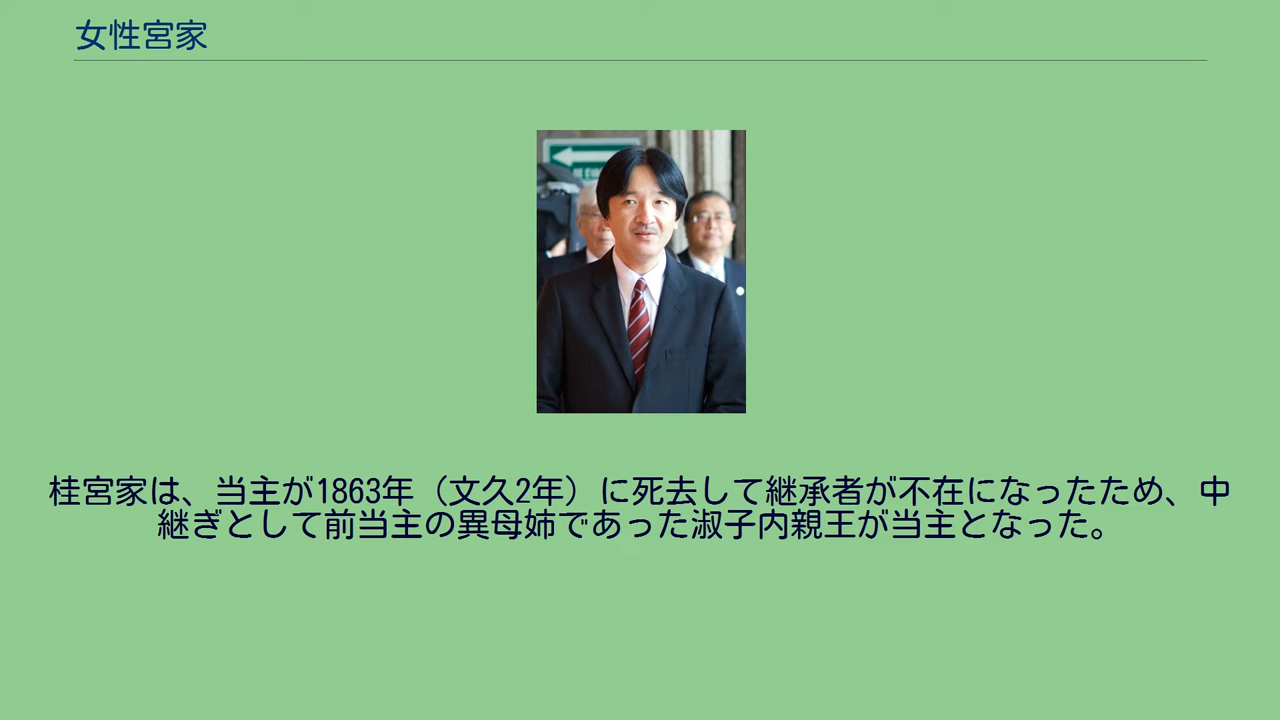 女性宮家
桂宮家は、当主が1863年（文久2年）に死去して継承者が不在になったため、中
継ぎとして前当主の異母姉であった淑子内親王が当主となった。